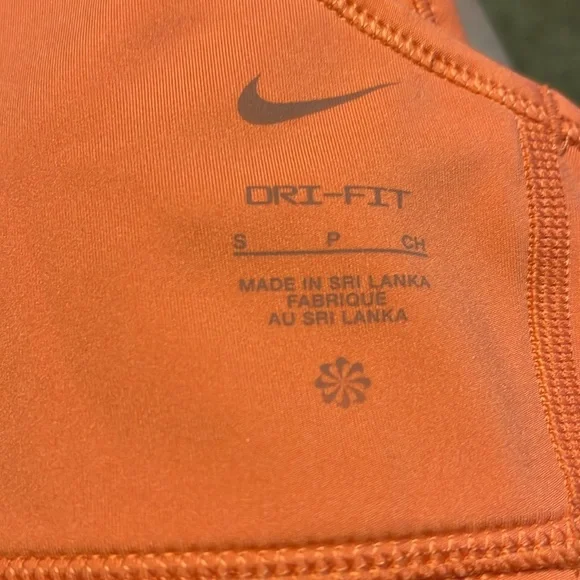 DRI-FIT
S P CH
MADE IN SRI LANKA
FABRIQUE
AU SRI LANKA